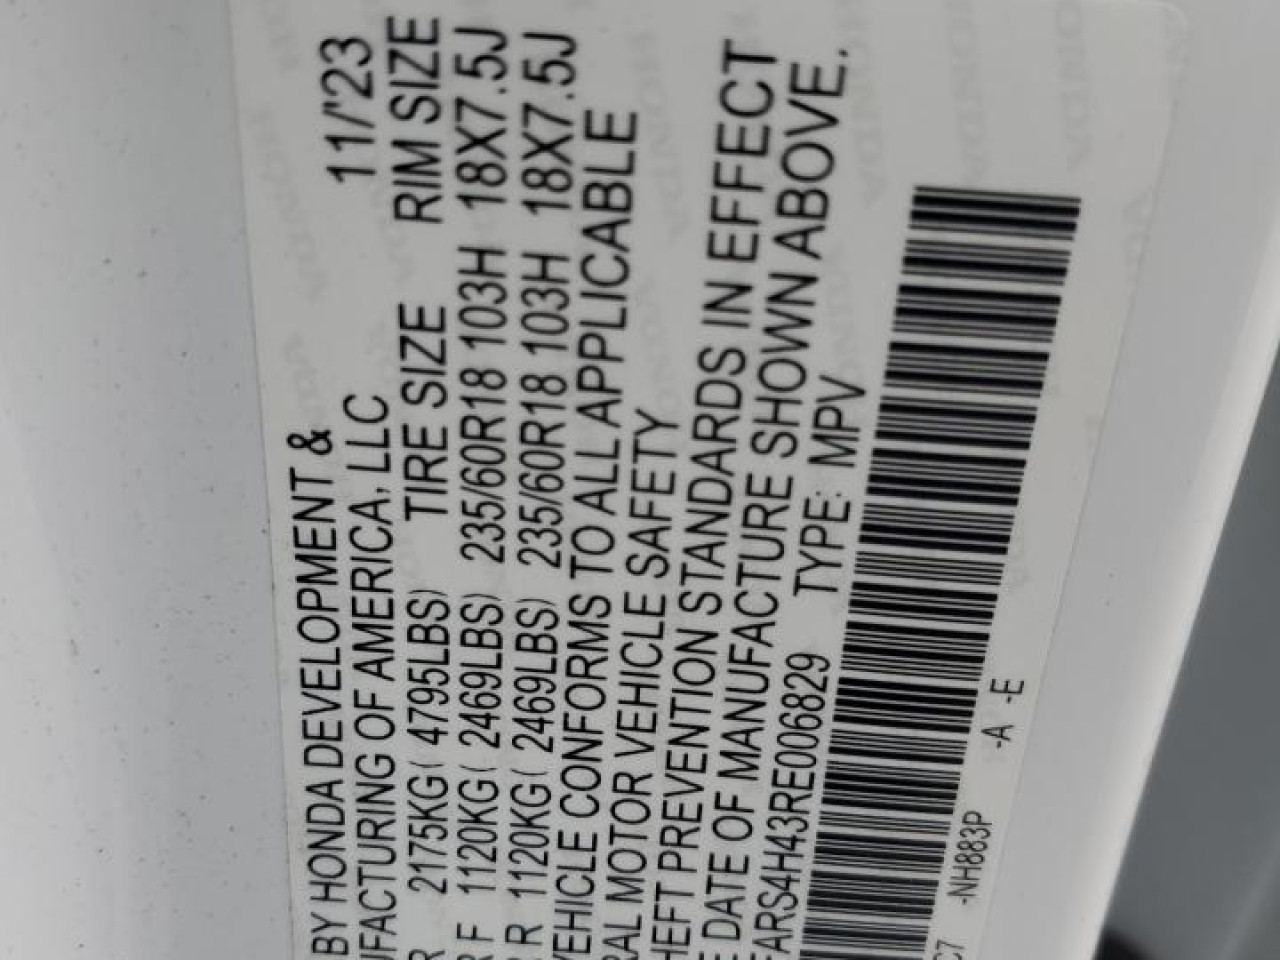 BY HONDA DEVELOPMENT & 11/'23
UFACTURING OF AMERICA, LLC
R 2175KG( 4795LBS) TIRE SIZE RIM SIZE
R F 1120KG( 2469LBS) 235/60R18 103H 18X7.5J
R 1120KG( 2469LBS) 235/60R18 103H 18X7.5J
VEHICLE CONFORMS TO ALL APPLICABLE
RAL MOTOR VEHICLE SAFETY
HEFT PREVENTION STANDARDS IN EFFECT
E DATE OF MANUFACTURE SHOWN ABOVE.
FARS4H43RE006829 TYPE: MPV
C7 -NH883P -A -E